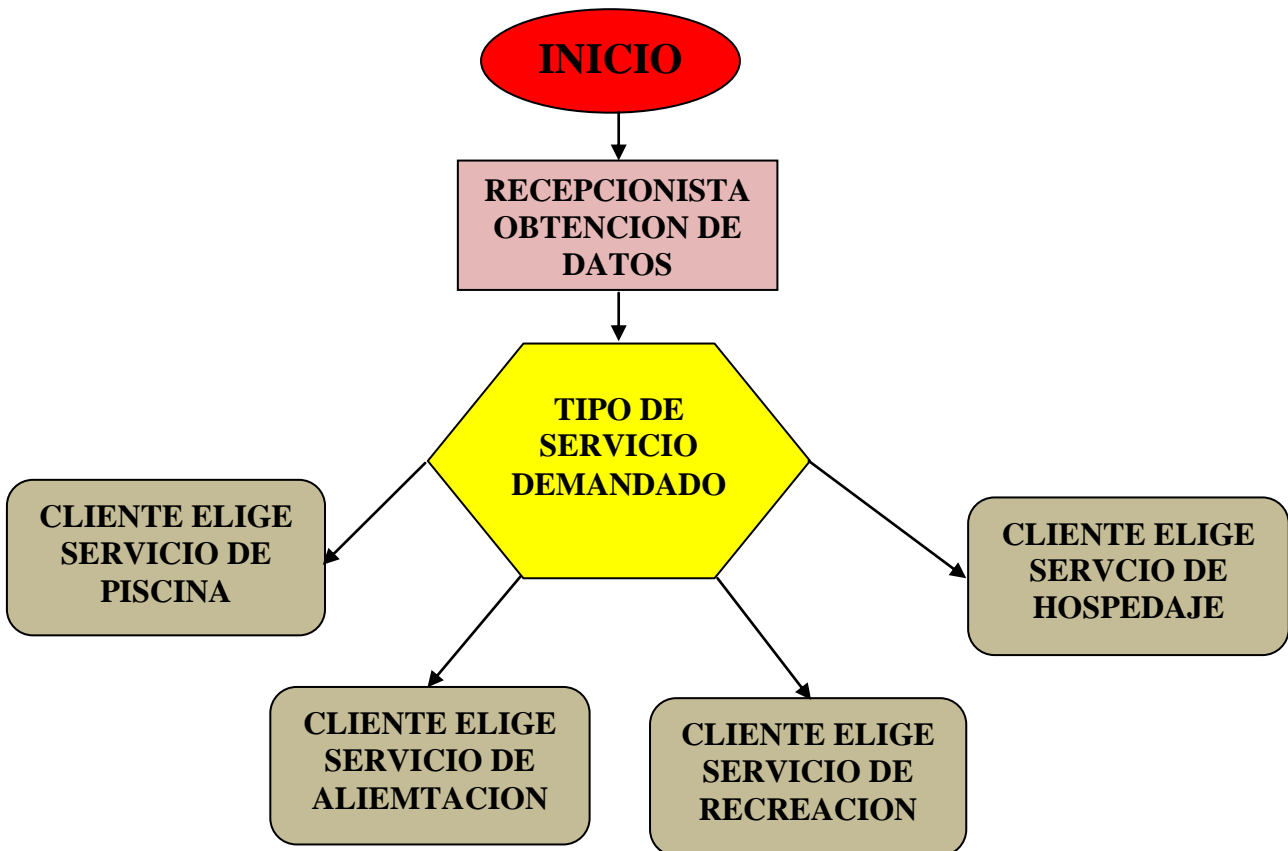 INICIO
RECEPCIONISTA
OBTENCION DE
DATOS
TIPO DE
SERVICIO
DEMANDADO
CLIENTE ELIGE
SERVICIO DE
PISCINA
CLIENTE ELIGE
SERVCIO DE
HOSPEDAJE
CLIENTE ELIGE
SERVICIO DE
ALIEMTACION
CLIENTE ELIGE
SERVICIO DE
RECREACION